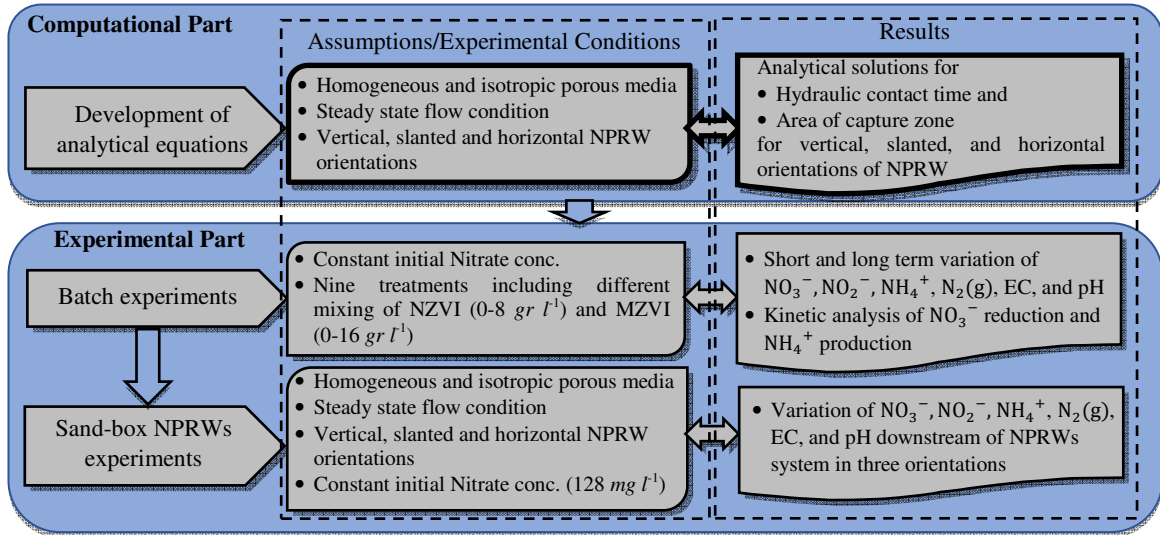 Computational Part
Assumptions/Experimental Conditions
Results
Development of
analytical equations
• Homogeneous and isotropic porous media
• Steady state flow condition
• Vertical, slanted and horizontal NPRW
orientations
Analytical solutions for
• Hydraulic contact time and
• Area of capture zone
for vertical, slanted, and horizontal
orientations of NPRW
Experimental Part
Batch experiments
• Constant initial Nitrate conc.
• Nine treatments including different
mixing of NZVI (0-8 gr l⁻¹) and MZVI
(0-16 gr l⁻¹)
• Short and long term variation of
NO₃⁻, NO₂⁻, NH₄⁺, N₂(g), EC, and pH
• Kinetic analysis of NO₃⁻ reduction and
NH₄⁺ production
Sand-box NPRWs
experiments
• Homogeneous and isotropic porous media
• Steady state flow condition
• Vertical, slanted and horizontal NPRW
orientations
• Constant initial Nitrate conc. (128 mg l⁻¹)
• Variation of NO₃⁻, NO₂⁻, NH₄⁺, N₂(g),
EC, and pH downstream of NPRWs
system in three orientations